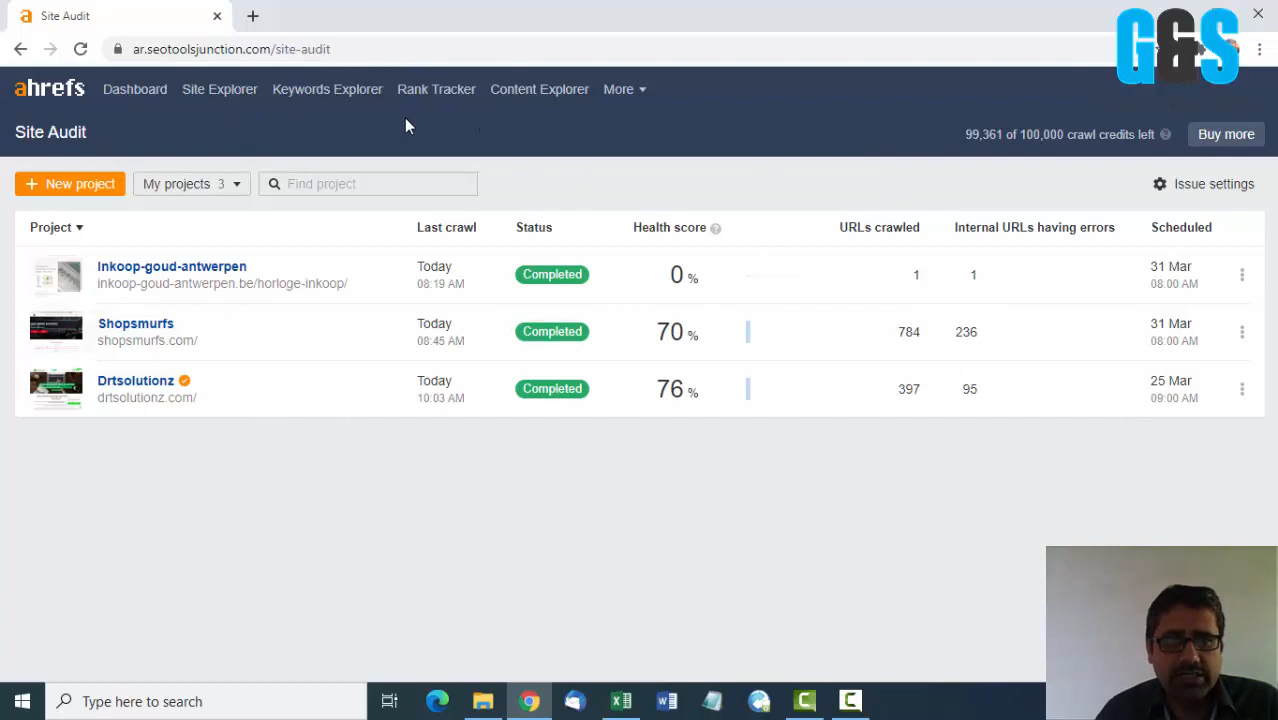 Site Audit
G&S
ar.seotoolsjunction.com/site-audit
ahrefs Dashboard Site Explorer Keywords Explorer Rank Tracker Content Explorer More
Site Audit
99,361 of 100,000 crawl credits left ? Buy more
+ New project My projects 3 Find project Issue settings
Project Last crawl Status Health score ? URLs crawled Internal URLs having errors Scheduled
Inkoop-goud-antwerpen Today Completed 0 % 1 1 31 Mar
inkoop-goud-antwerpen.be/horloge-inkoop/ 08:19 AM 08:00 AM
Shopsmurfs Today Completed 70 % 784 236 31 Mar
shopsmurfs.com/ 08:45 AM 08:00 AM
Drtsolutionz Today Completed 76 % 397 95 25 Mar
drtsolutionz.com/ 10:03 AM 09:00 AM
Type here to search